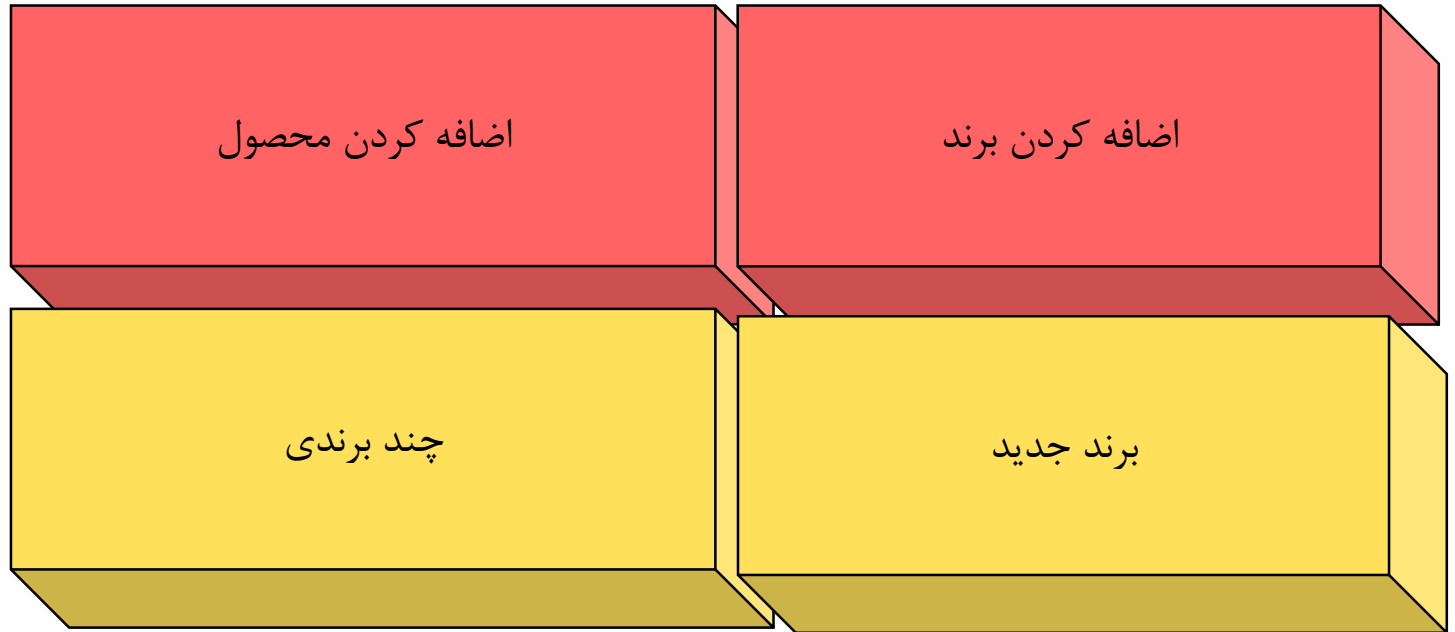 اضافه کردن برند
اضافه کردن محصول
برند جدید
چند برندی